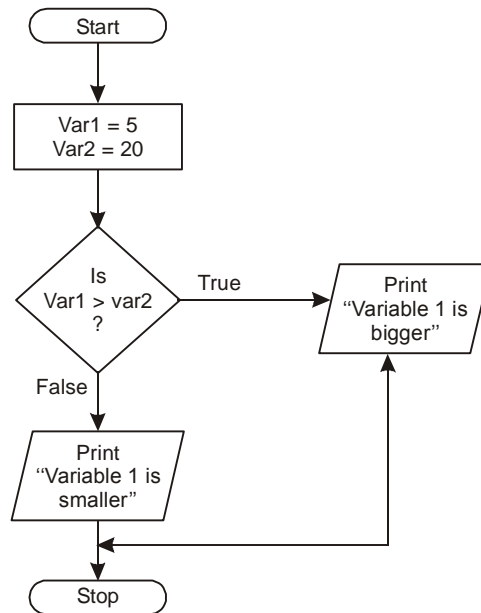 Start
Var1 = 5
Var2 = 20
Is
Var1 > var2
?
True
Print
“Variable 1 is
bigger”
False
Print
“Variable 1 is
smaller”
Stop